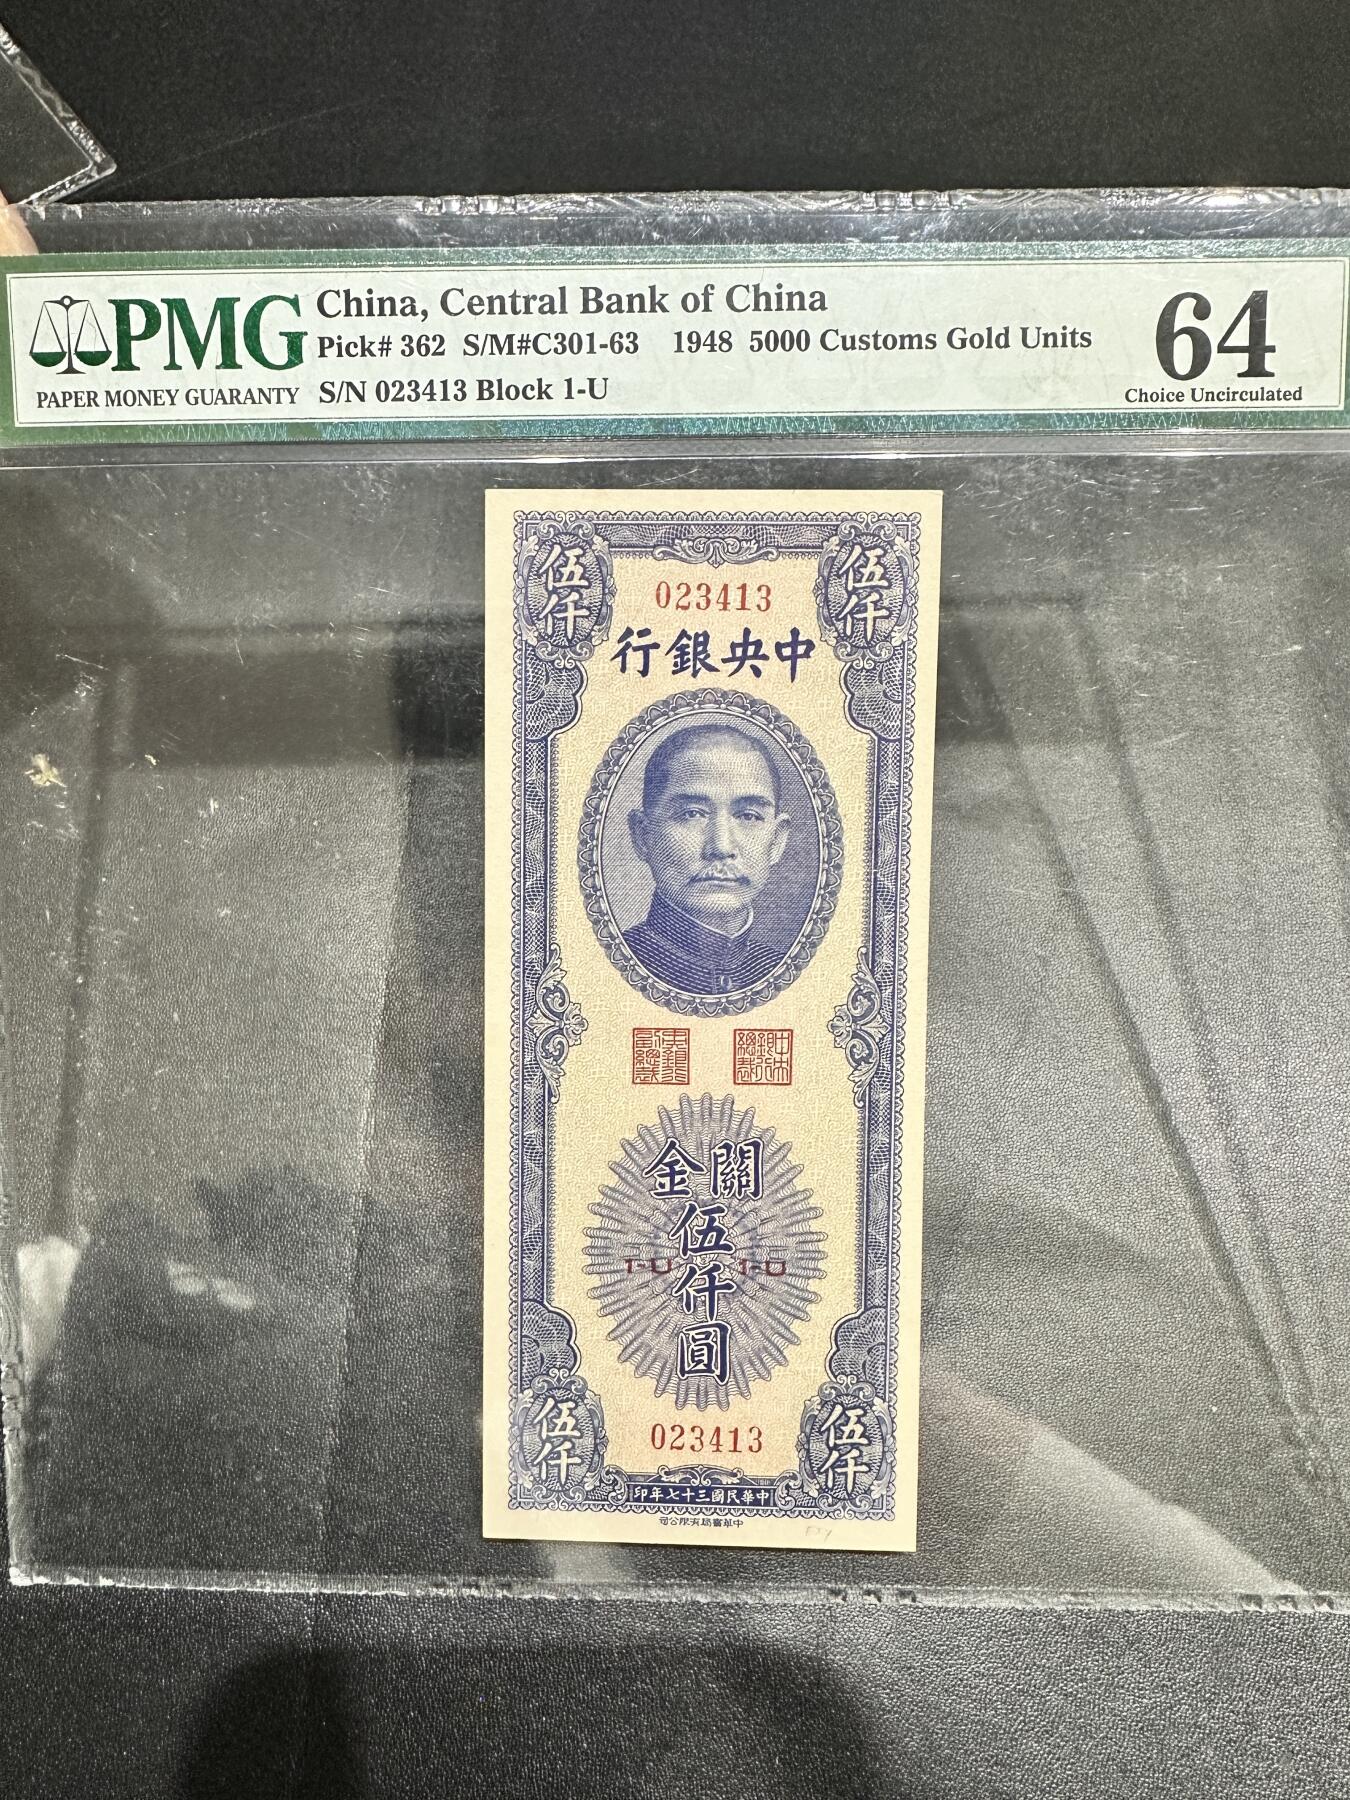 PMG
PAPER MONEY GUARANTY
China, Central Bank of China
Pick# 362 S/M#C301-63 1948 5000 Customs Gold Units
S/N 023413 Block 1-U
64
Choice Uncirculated
伍仟 伍仟
023413
行銀央中
金關
伍仟圓
1-U 1-U
023413
伍仟 伍仟
印年七十三國民華中